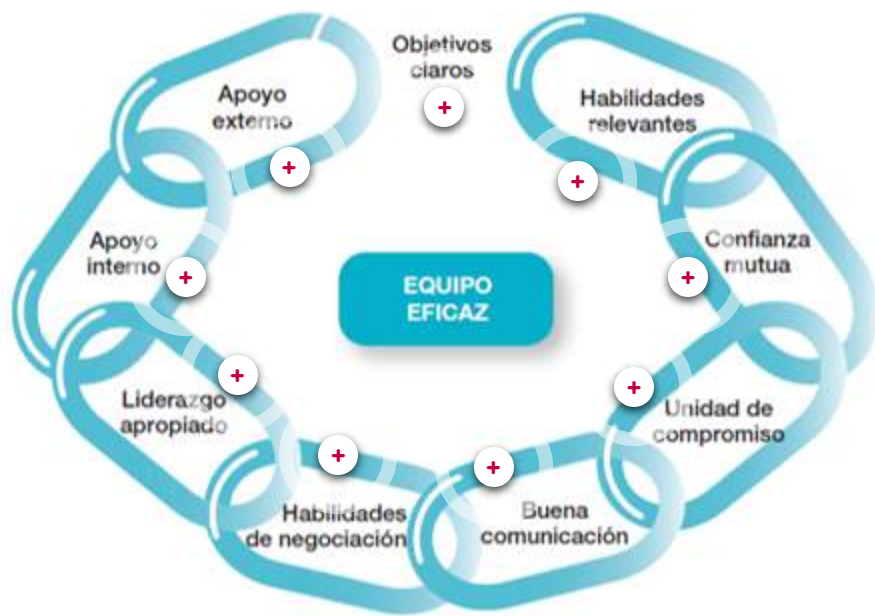 Objetivos
claros
Habilidades
relevantes
Confianza
mutua
Unidad de
compromiso
Buena
comunicación
Habilidades
de negociación
Liderazgo
apropiado
Apoyo
interno
Apoyo
externo
EQUIPO
EFICAZ